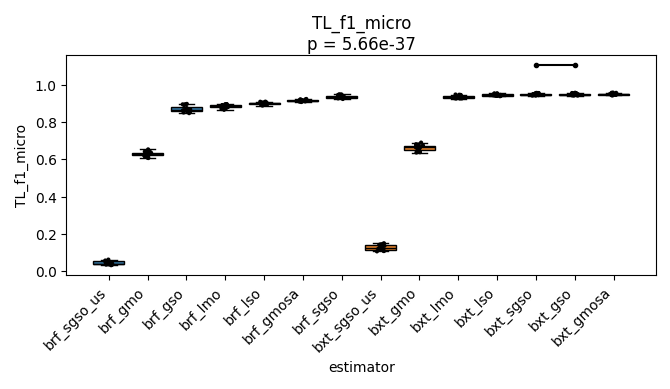 TL_f1_micro
p = 5.66e-37
TL_f1_micro
1.0
0.8
0.6
0.4
0.2
0.0
brf_sgso_us
brf_gmo
brf_gso
brf_lmo
brf_lso
brf_gmosa
brf_sgso
bxt_sgso_us
bxt_gmo
bxt_lmo
bxt_lso
bxt_sgso
bxt_gso
bxt_gmosa
estimator